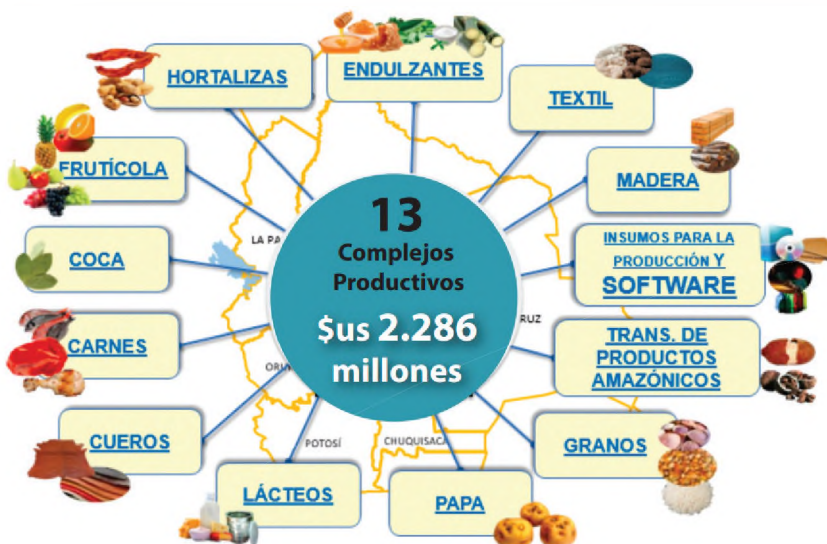 HORTALIZAS
ENDULZANTES
TEXTIL
FRUTÍCOLA
MADERA
13
Complejos
Productivos
$us 2.286
millones
LA PA
INSUMOS PARA LA
PRODUCCIÓN Y
SOFTWARE
COCA
RUZ
CARNES
TRANS. DE
PRODUCTOS
AMAZÓNICOS
CUEROS
POTOSÍ
CHUQUISACA
GRANOS
LÁCTEOS
PAPA